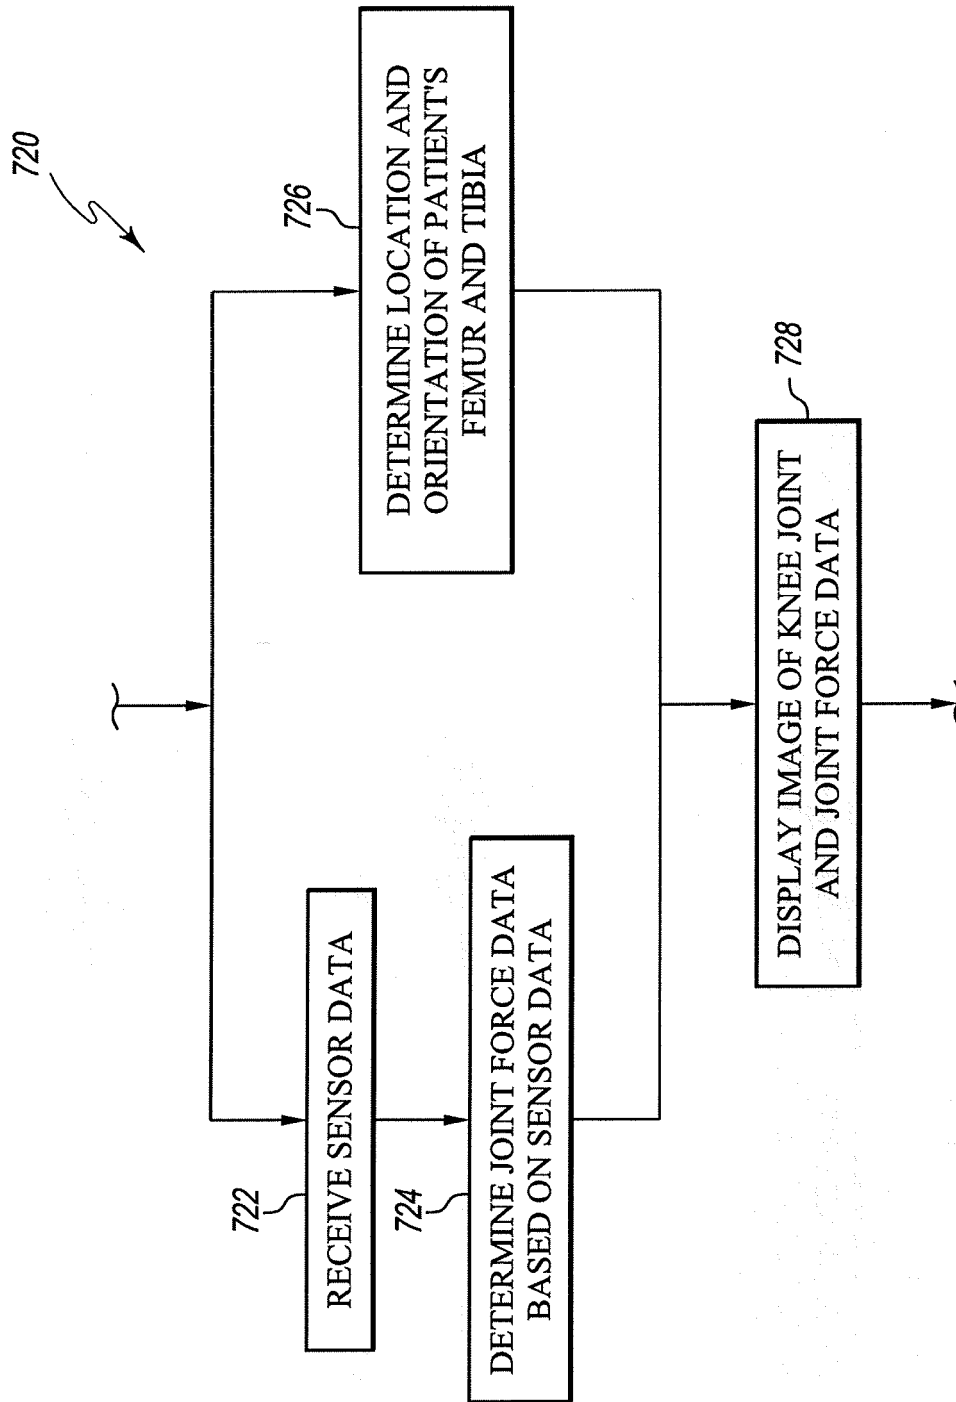 720
722
RECEIVE SENSOR DATA
724
DETERMINE JOINT FORCE DATA
BASED ON SENSOR DATA
726
DETERMINE LOCATION AND
ORIENTATION OF PATIENT'S
FEMUR AND TIBIA
728
DISPLAY IMAGE OF KNEE JOINT
AND JOINT FORCE DATA